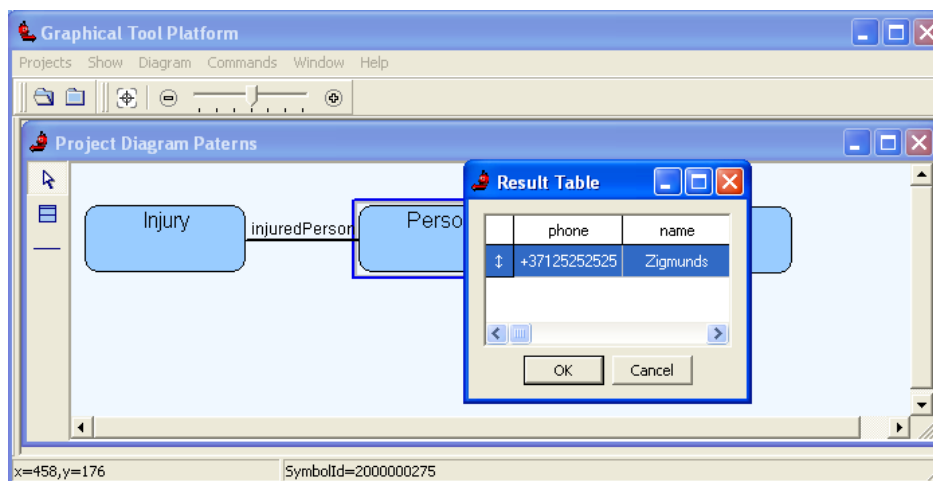 Graphical Tool Platform
Projects Show Diagram Commands Window Help
Project Diagram Paterns
Injury
injuredPerson
Perso
Result Table
phone name
+37125252525 Zigmunds
OK Cancel
x=458,y=176 SymbolId=2000000275